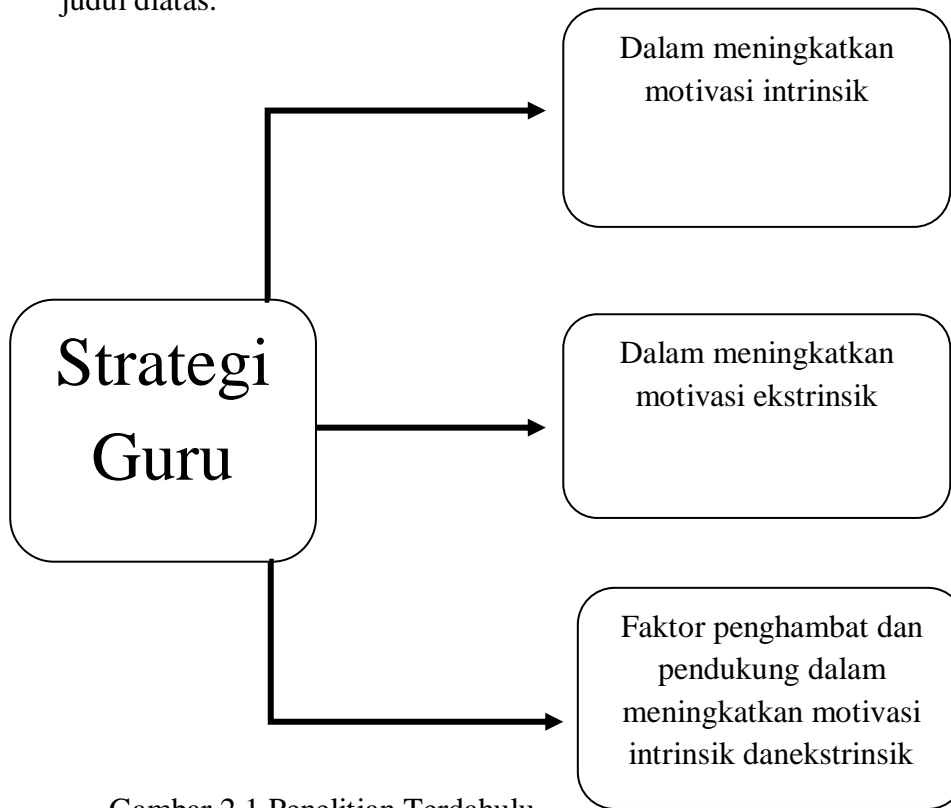 judul diatas.
Dalam meningkatkan
motivasi intrinsik
Strategi
Guru
Dalam meningkatkan
motivasi ekstrinsik
Faktor penghambat dan
pendukung dalam
meningkatkan motivasi
intrinsik danekstrinsik
Gambar 2.1 Penelitian Terdahulu